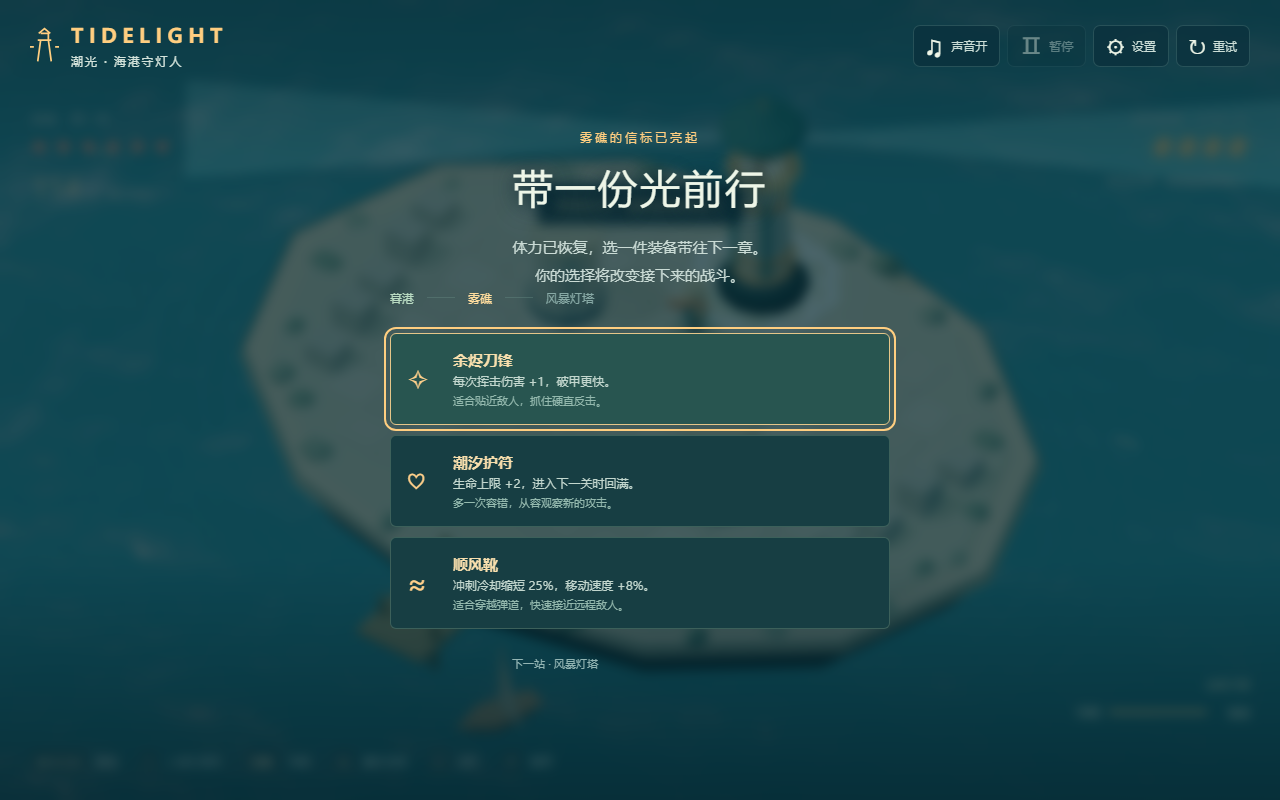 TIDELIGHT
潮光 · 海港守灯人
声音开
暂停
设置
重试
雾礁的信标已亮起
带一份光前行
体力已恢复，选一件装备带往下一章。
你的选择将改变接下来的战斗。
暮港 雾礁 风暴灯塔
余烬刀锋
每次挥击伤害 +1，破甲更快。
适合贴近敌人，抓住硬直反击。
潮汐护符
生命上限 +2，进入下一关时回满。
多一次容错，从容观察新的攻击。
顺风靴
冲刺冷却缩短 25%，移动速度 +8%。
适合穿越弹道，快速接近远程敌人。
下一站 · 风暴灯塔